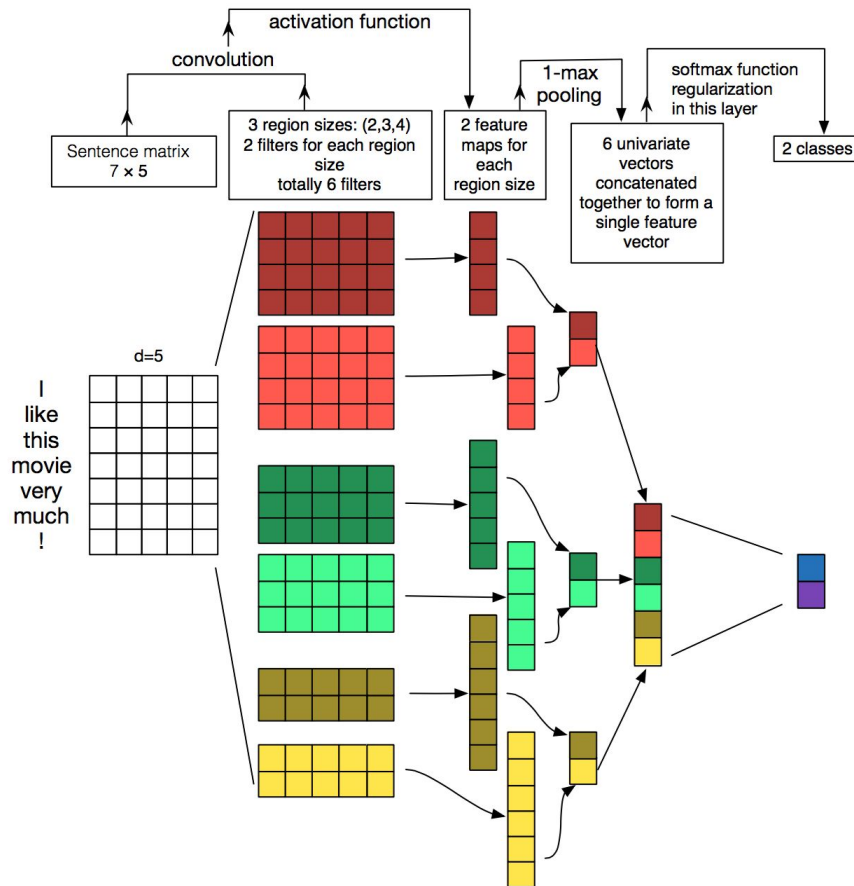 activation function
convolution
1-max
pooling
softmax function
regularization
in this layer
Sentence matrix
7 × 5
3 region sizes: (2,3,4)
2 filters for each region
size
totally 6 filters
2 feature
maps for
each
region size
6 univariate
vectors
concatenated
together to form a
single feature
vector
2 classes
d=5
I
like
this
movie
very
much
!